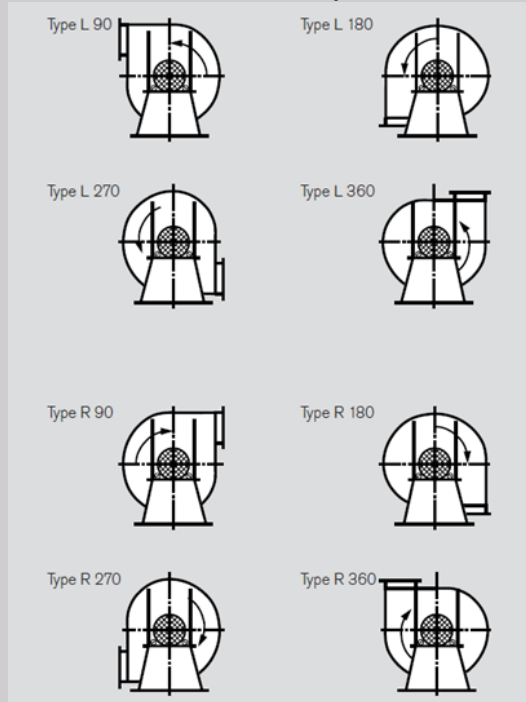 Type L 90
Type L 180
Type L 270
Type L 360
Type R 90
Type R 180
Type R 270
Type R 360